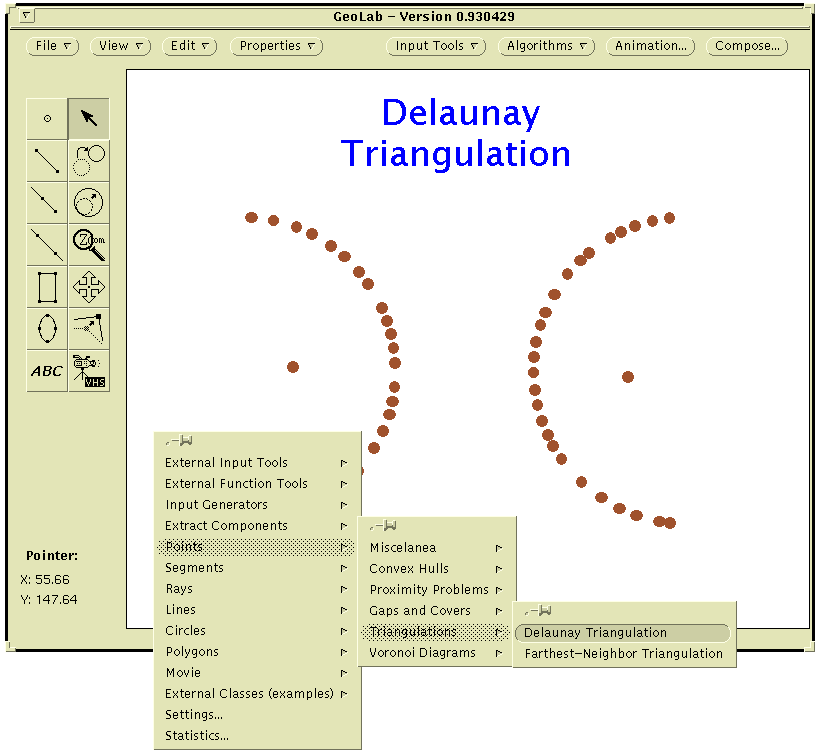 GeoLab – Version 0.930429
File View Edit Properties Input Tools Algorithms Animation... Compose...
Delaunay
Triangulation
Zoom
ABC
VHS
Pointer:
X: 55.66
Y: 147.64
External Input Tools
External Function Tools
Input Generators
Extract Components
Points
Segments
Rays
Lines
Circles
Polygons
Movie
External Classes (examples)
Settings...
Statistics...
Miscelanea
Convex Hulls
Proximity Problems
Gaps and Covers
Triangulations
Voronoi Diagrams
Delaunay Triangulation
Farthest–Neighbor Triangulation